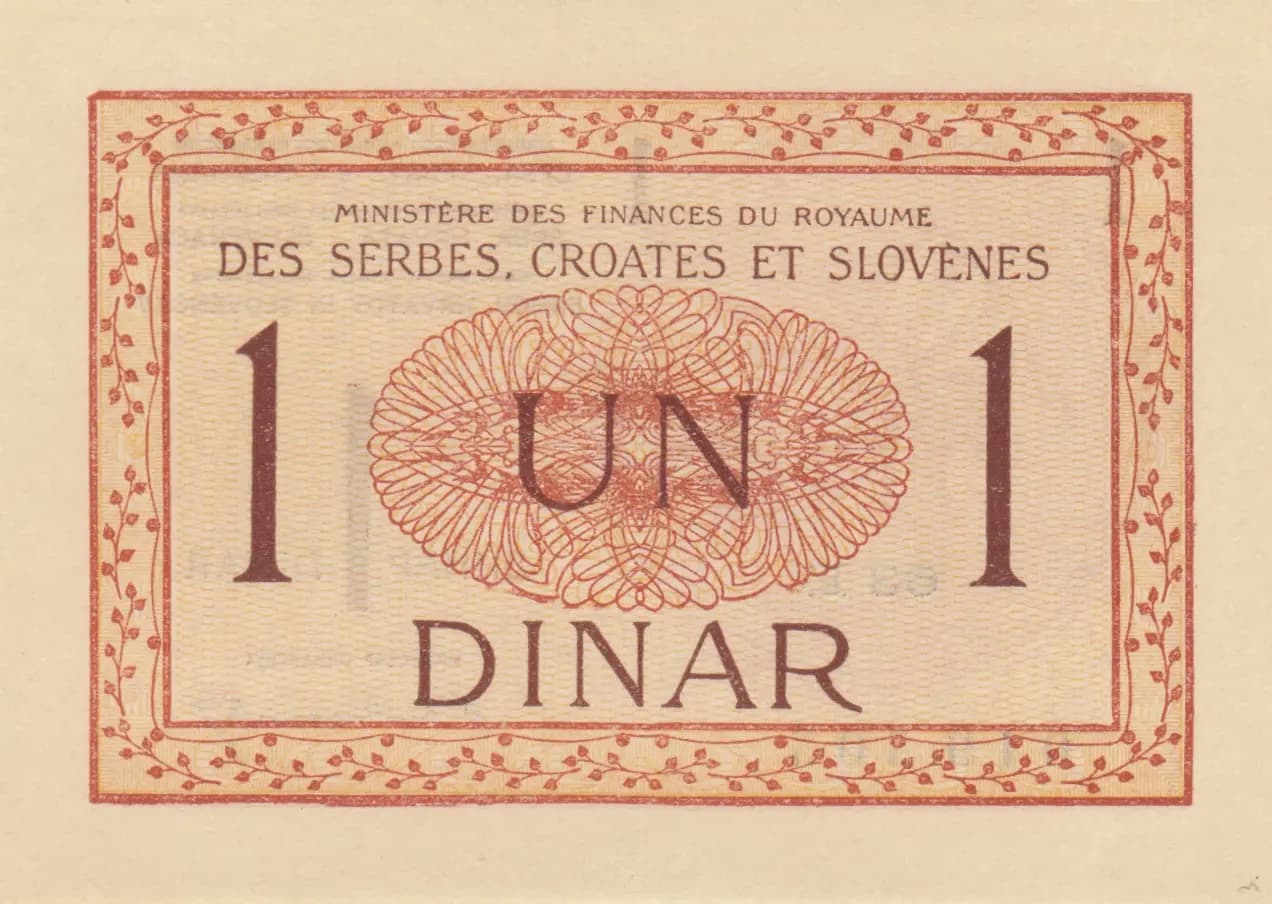 MINISTÈRE DES FINANCES DU ROYAUME
DES SERBES, CROATES ET SLOVÈNES
1 UN 1
DINAR